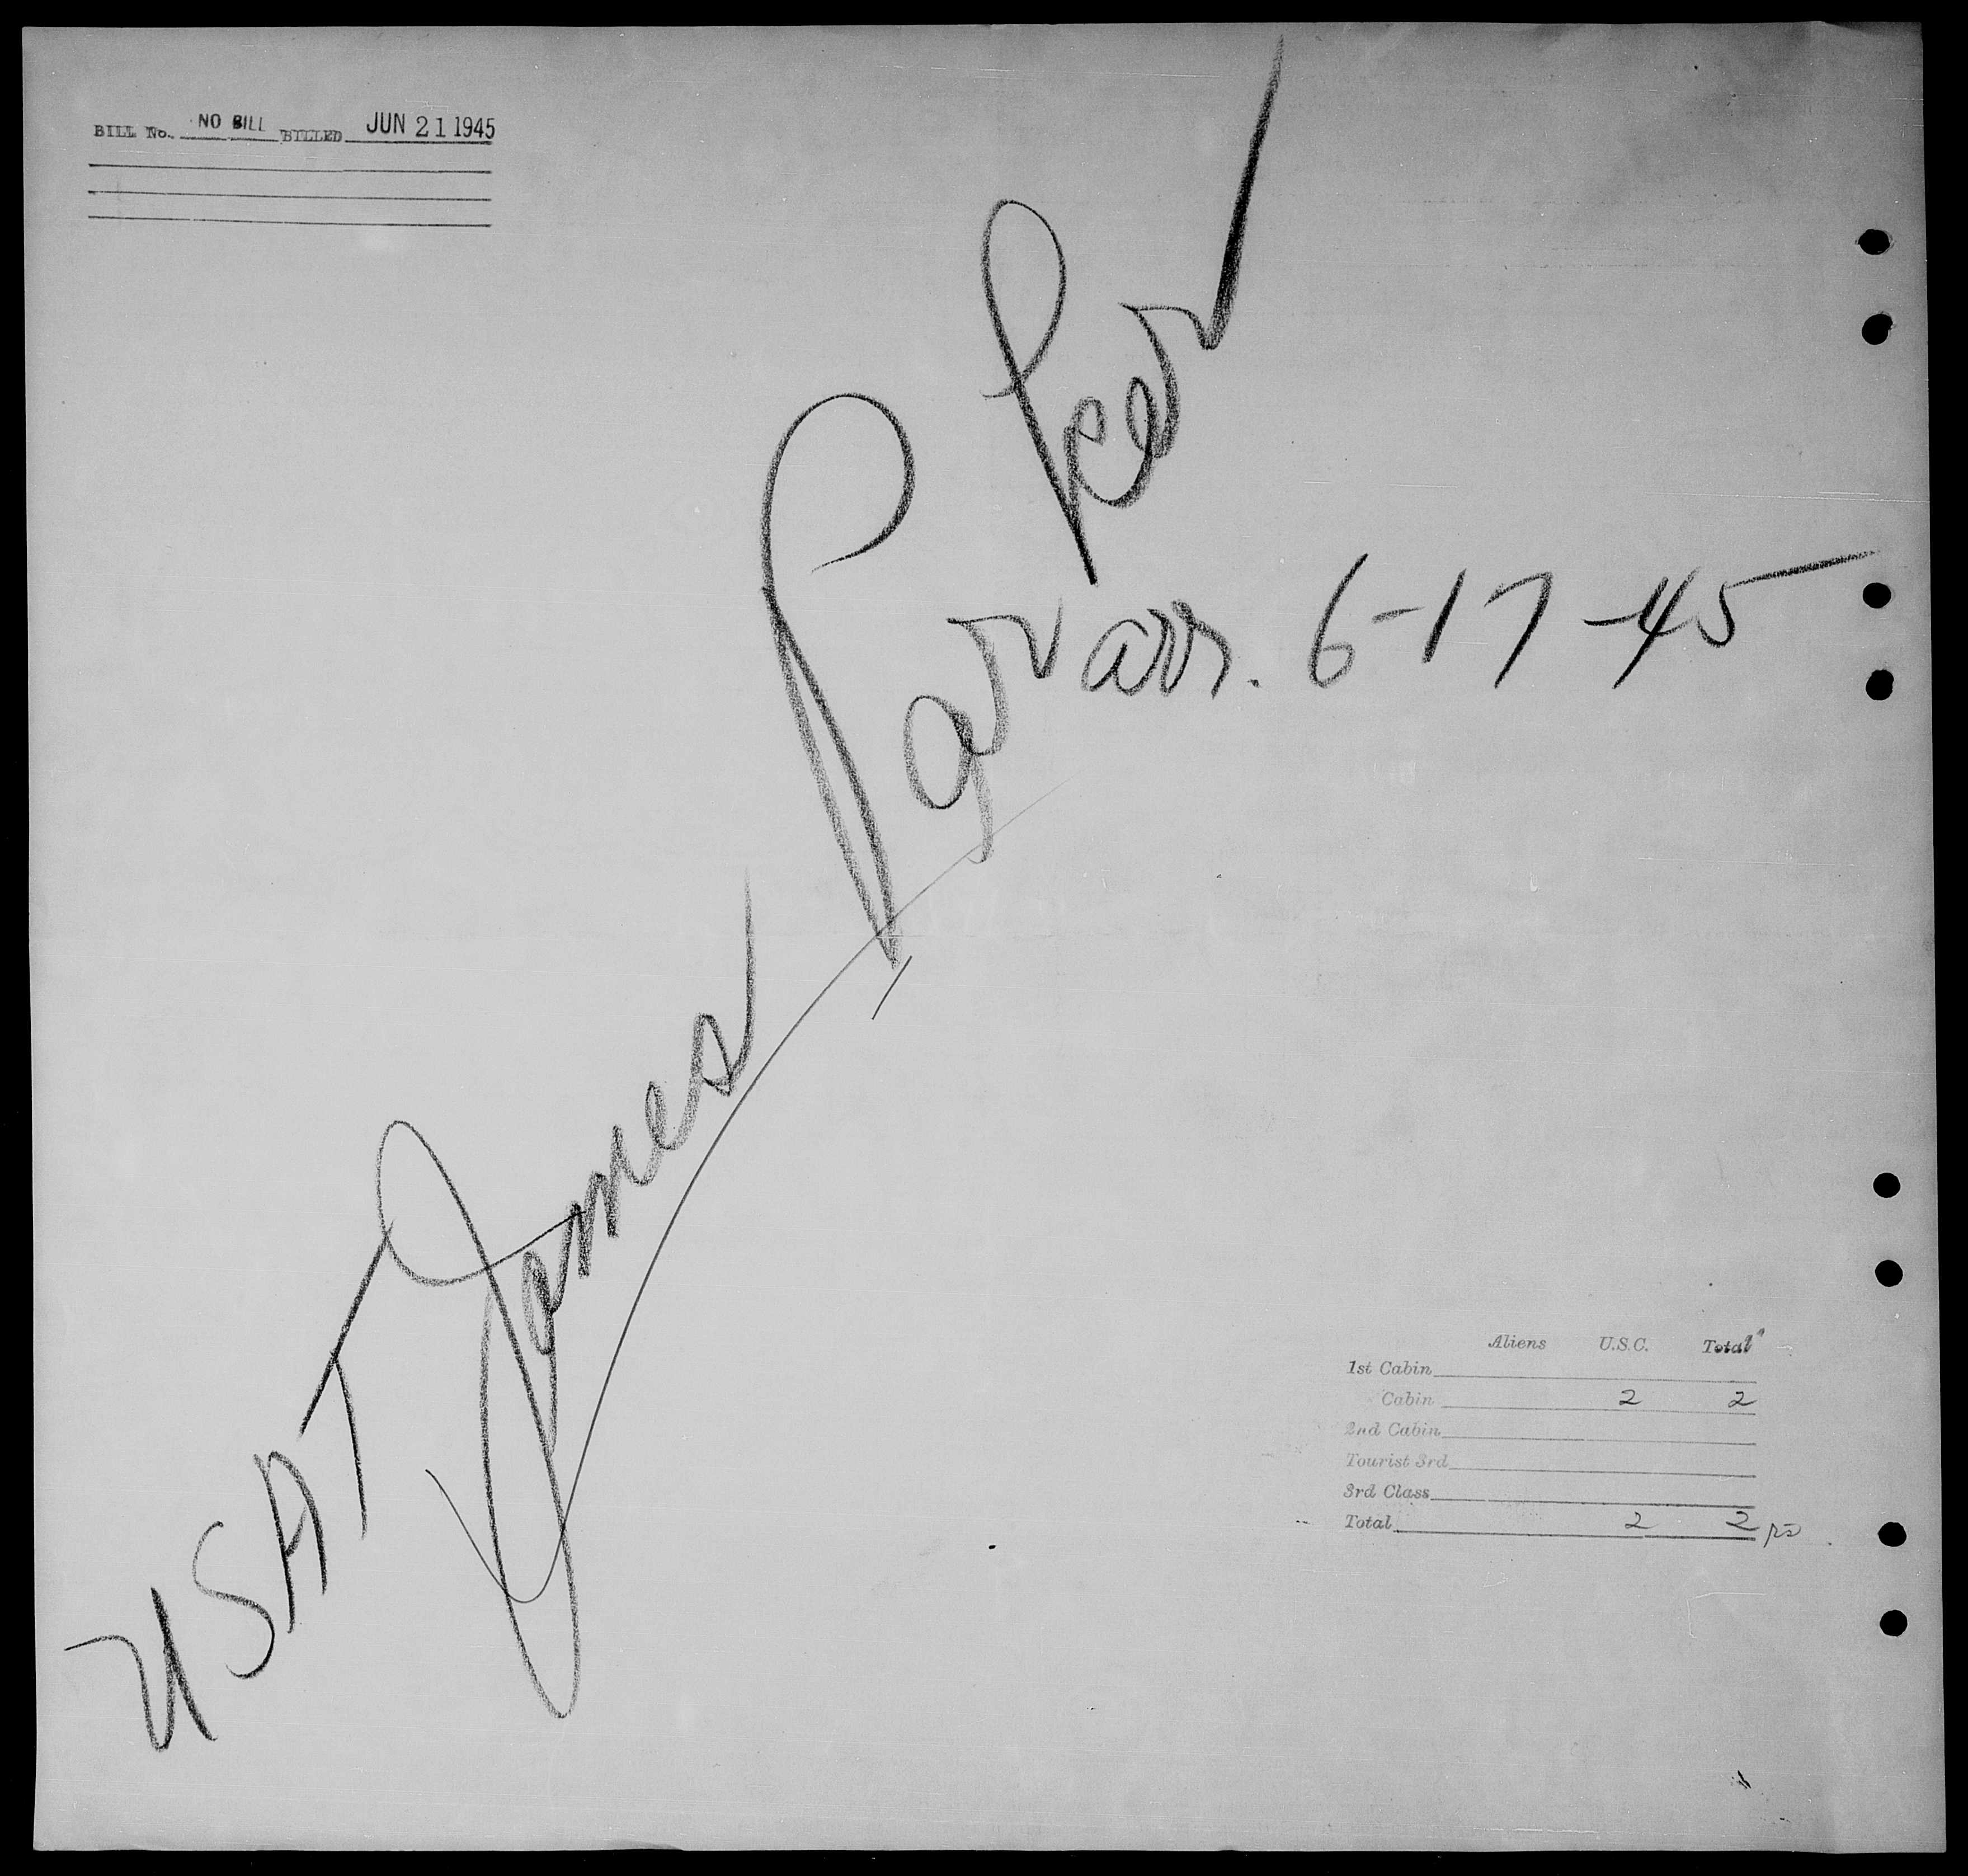 BILL No. NO BILL BILLED JUN 21 1945
USAT James Parker
arr. 6-17-45
Aliens U.S.C. Total
1st Cabin
Cabin 2 2
2nd Cabin
Tourist 3rd
3rd Class
Total 2 2